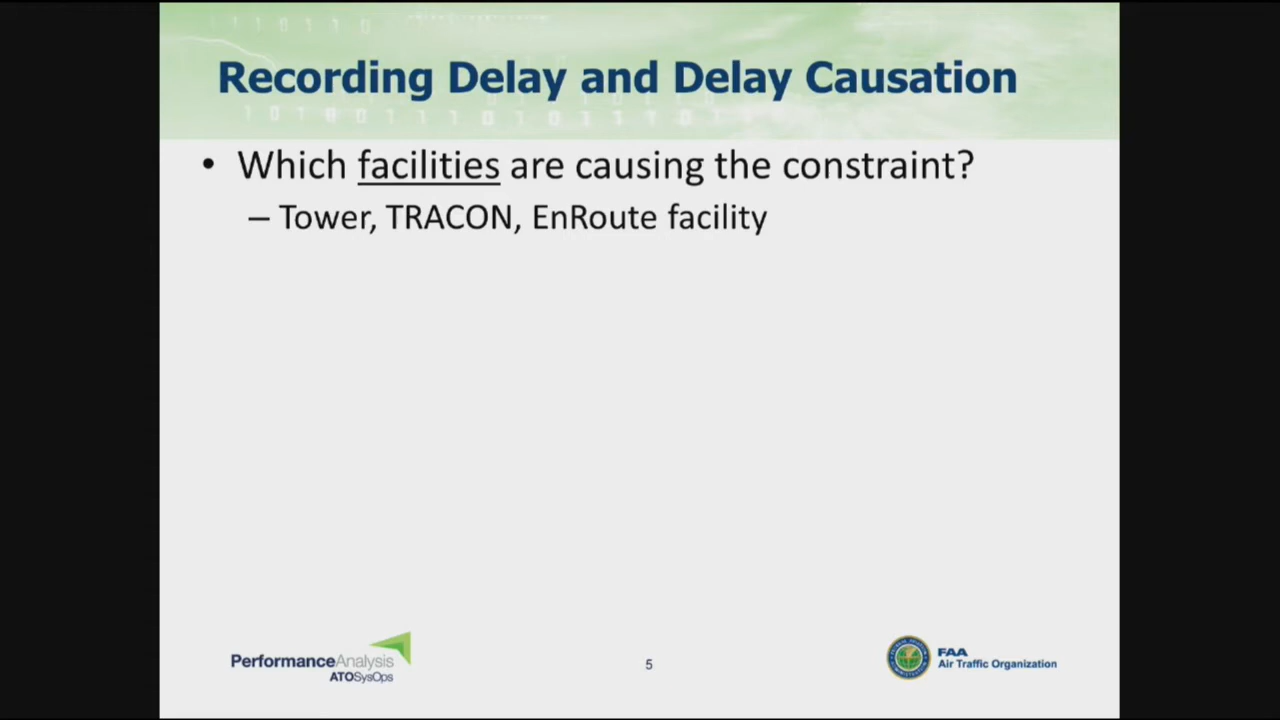 Recording Delay and Delay Causation
• Which facilities are causing the constraint?
– Tower, TRACON, EnRoute facility
PerformanceAnalysis
ATOSysOps
5
FAA
Air Traffic Organization